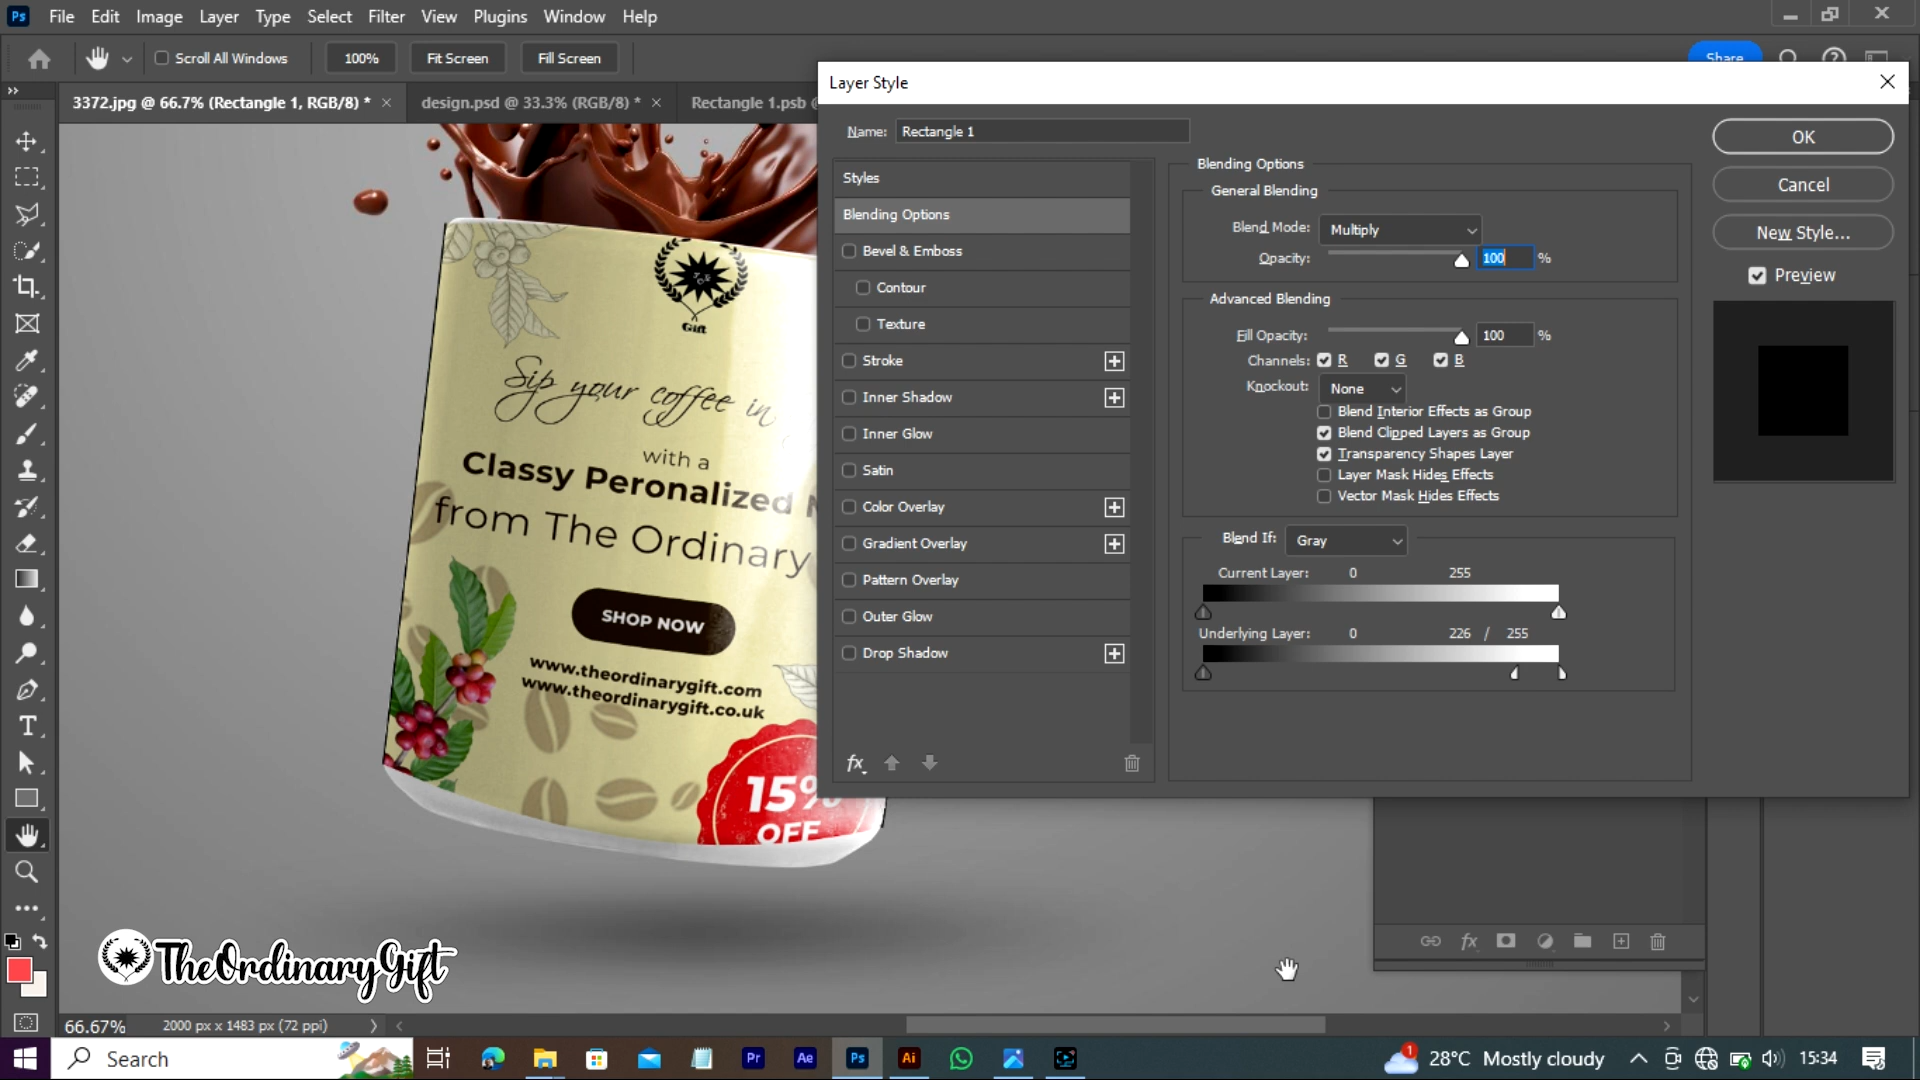 Ps File Edit Image Layer Type Select Filter View Plugins Window Help
Scroll All Windows 100% Fit Screen Fill Screen Share
3372.jpg @ 66.7% (Rectangle 1, RGB/8) * × design.psd @ 33.3% (RGB/8) * × Rectangle 1.psb @
Layer Style
Name: Rectangle 1
Styles
Blending Options
Bevel & Emboss
Contour
Texture
Stroke
Inner Shadow
Inner Glow
Satin
Color Overlay
Gradient Overlay
Pattern Overlay
Outer Glow
Drop Shadow
fx
Blending Options
General Blending
Blend Mode: Multiply
Opacity: 100 %
Advanced Blending
Fill Opacity: 100 %
Channels: R G B
Knockout: None
Blend Interior Effects as Group
Blend Clipped Layers as Group
Transparency Shapes Layer
Layer Mask Hides Effects
Vector Mask Hides Effects
Blend If: Gray
Current Layer: 0 255
Underlying Layer: 0 226 / 255
OK
Cancel
New Style...
Preview
Gift
Sip your coffee in
with a
Classy Peronalized
from The Ordinary
SHOP NOW
www.theordinarygift.com
www.theordinarygift.co.uk
15%
OFF
TheOrdinaryGift
fx
66.67% 2000 px x 1483 px (72 ppi)
Search Pr Ae Ps Ai 1 28°C Mostly cloudy 15:34